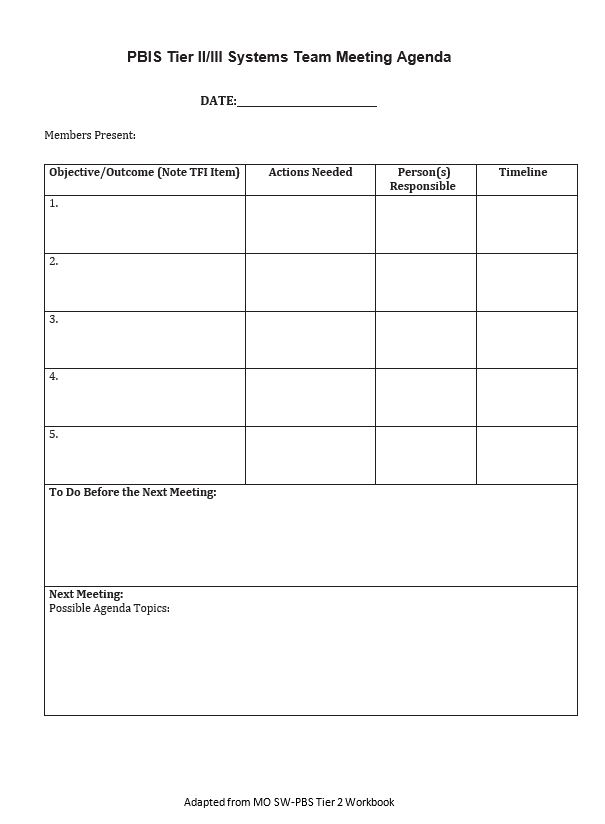 PBIS Tier II/III Systems Team Meeting Agenda
DATE:____________________
Members Present:
Objective/Outcome (Note TFI Item) Actions Needed Person(s) Responsible Timeline
1.
2.
3.
4.
5.
To Do Before the Next Meeting:
Next Meeting:
Possible Agenda Topics:
Adapted from MO SW-PBS Tier 2 Workbook